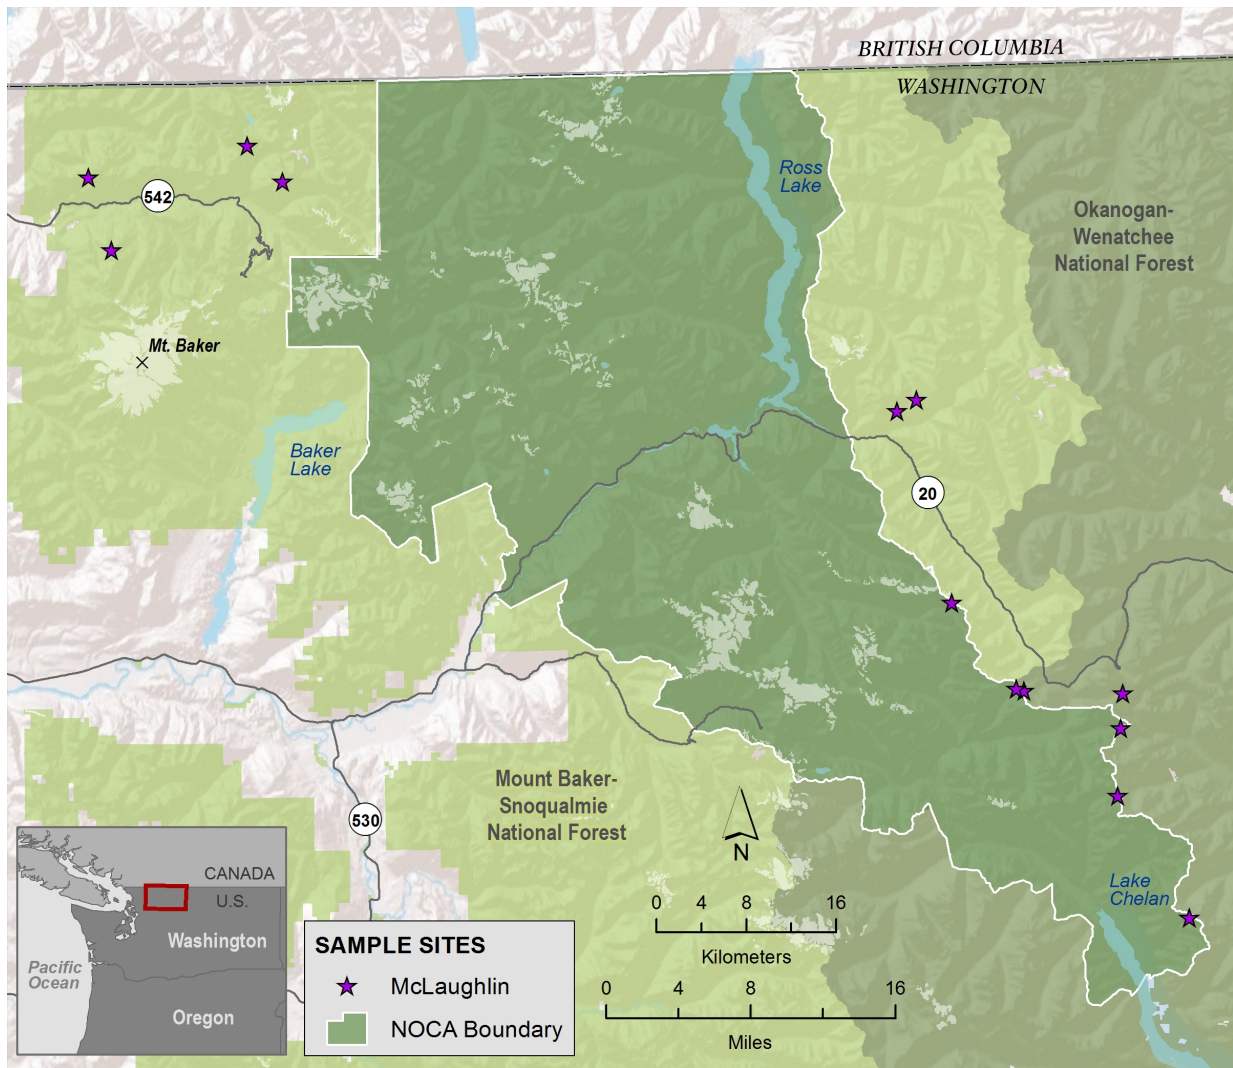 BRITISH COLUMBIA
WASHINGTON
Ross
Lake
542
Okanogan-
Wenatchee
National Forest
Mt. Baker
Baker
Lake
20
Mount Baker-
Snoqualmie
National Forest
530
N
Lake
Chelan
CANADA
U.S.
Washington
Pacific
Ocean
Oregon
SAMPLE SITES
McLaughlin
NOCA Boundary
0 4 8 16
Kilometers
0 4 8 16
Miles